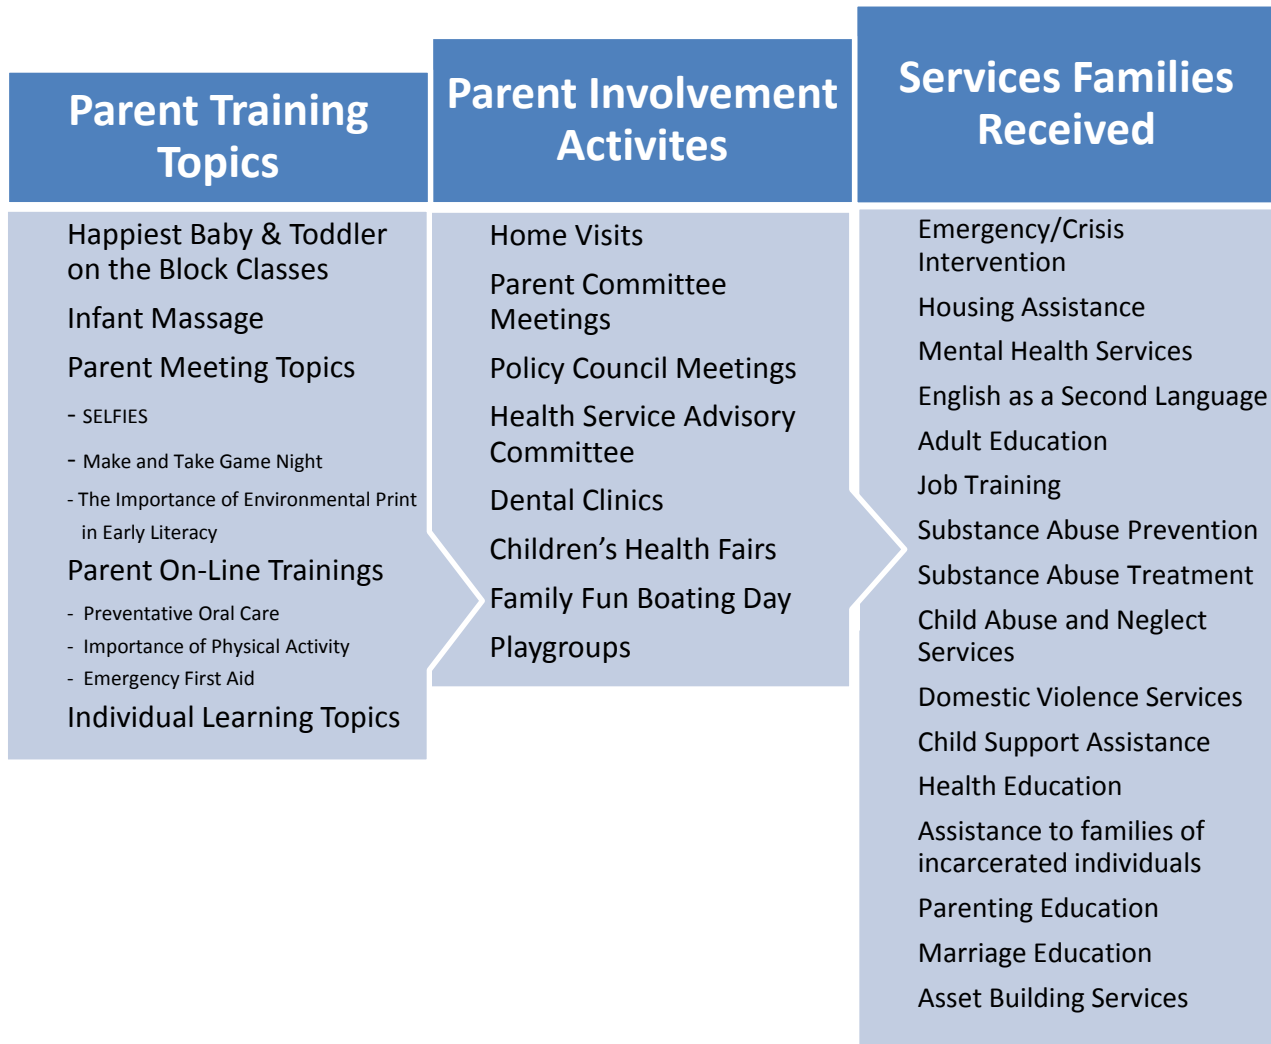 Parent Training
Topics
Happiest Baby & Toddler
on the Block Classes
Infant Massage
Parent Meeting Topics
- SELFIES
- Make and Take Game Night
- The Importance of Environmental Print
in Early Literacy
Parent On-Line Trainings
- Preventative Oral Care
- Importance of Physical Activity
- Emergency First Aid
Individual Learning Topics
Parent Involvement
Activites
Home Visits
Parent Committee
Meetings
Policy Council Meetings
Health Service Advisory
Committee
Dental Clinics
Children’s Health Fairs
Family Fun Boating Day
Playgroups
Services Families
Received
Emergency/Crisis
Intervention
Housing Assistance
Mental Health Services
English as a Second Language
Adult Education
Job Training
Substance Abuse Prevention
Substance Abuse Treatment
Child Abuse and Neglect
Services
Domestic Violence Services
Child Support Assistance
Health Education
Assistance to families of
incarcerated individuals
Parenting Education
Marriage Education
Asset Building Services